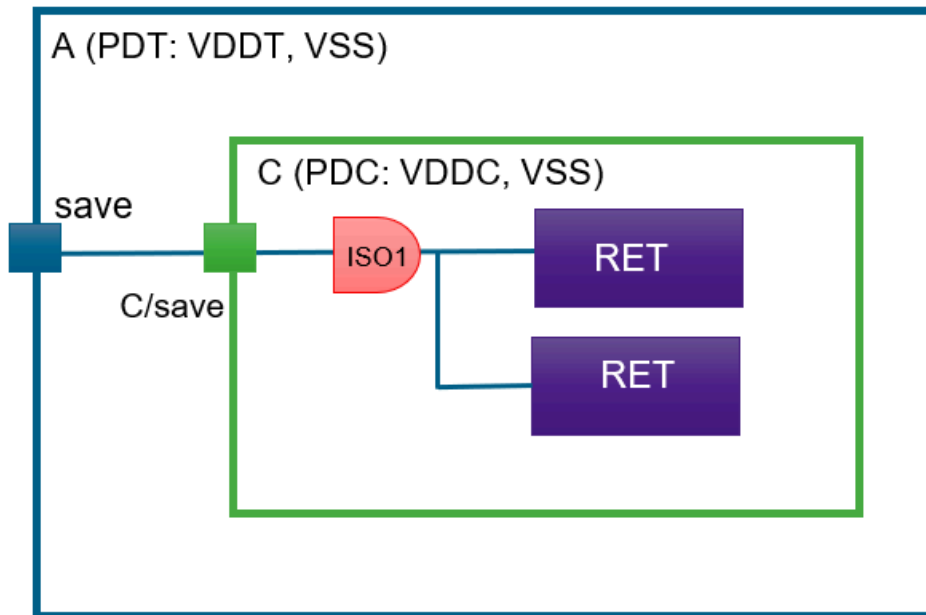 A (PDT: VDDT, VSS)
C (PDC: VDDC, VSS)
save
ISO1
RET
C/save
RET